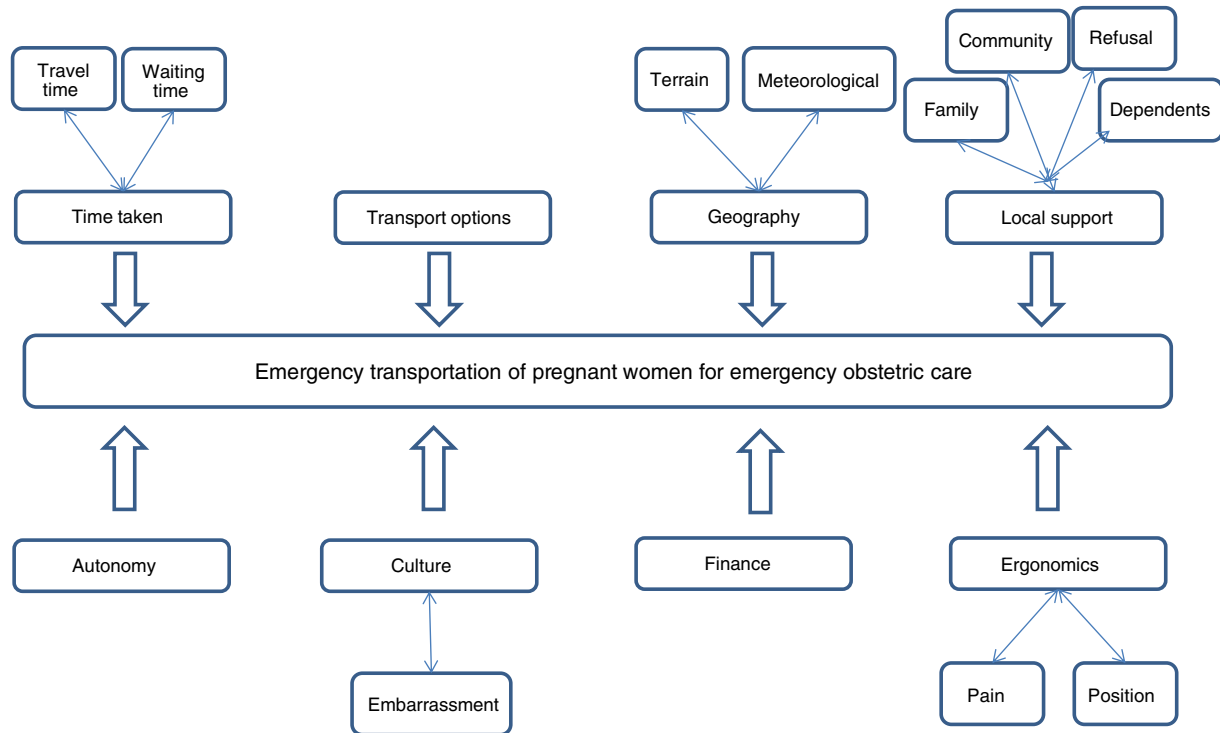 Travel
time
Waiting
time
Terrain
Meteorological
Community
Refusal
Family
Dependents
Time taken
Transport options
Geography
Local support
Emergency transportation of pregnant women for emergency obstetric care
Autonomy
Culture
Finance
Ergonomics
Embarrassment
Pain
Position